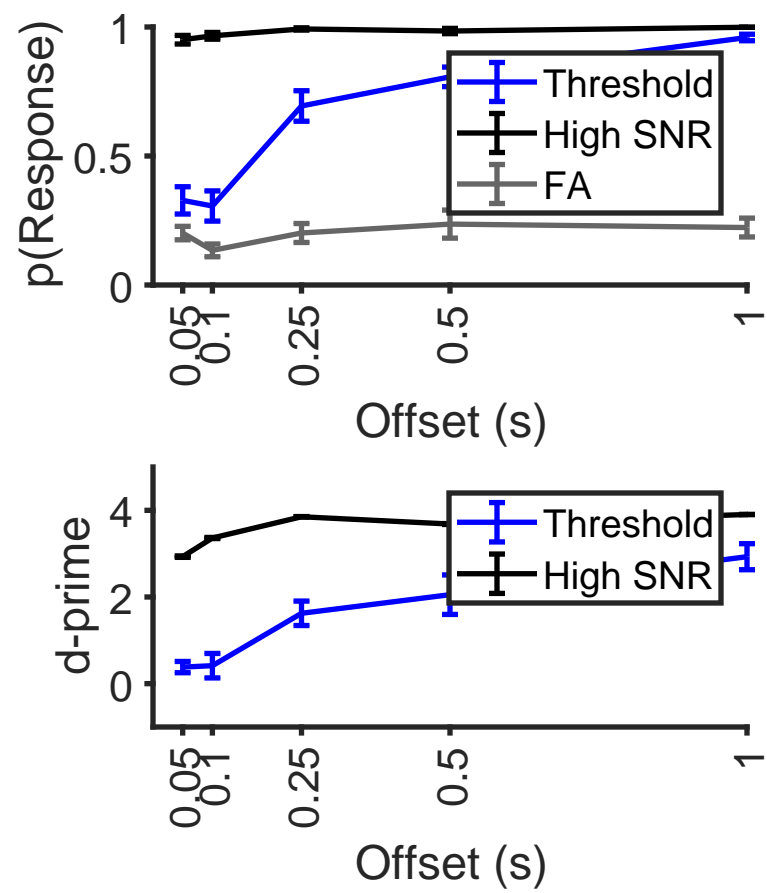 p(Response)
1
0.5
0
Threshold
High SNR
FA
0.05
0.1
0.25
0.5
1
Offset (s)
d-prime
4
2
0
Threshold
High SNR
0.05
0.1
0.25
0.5
1
Offset (s)